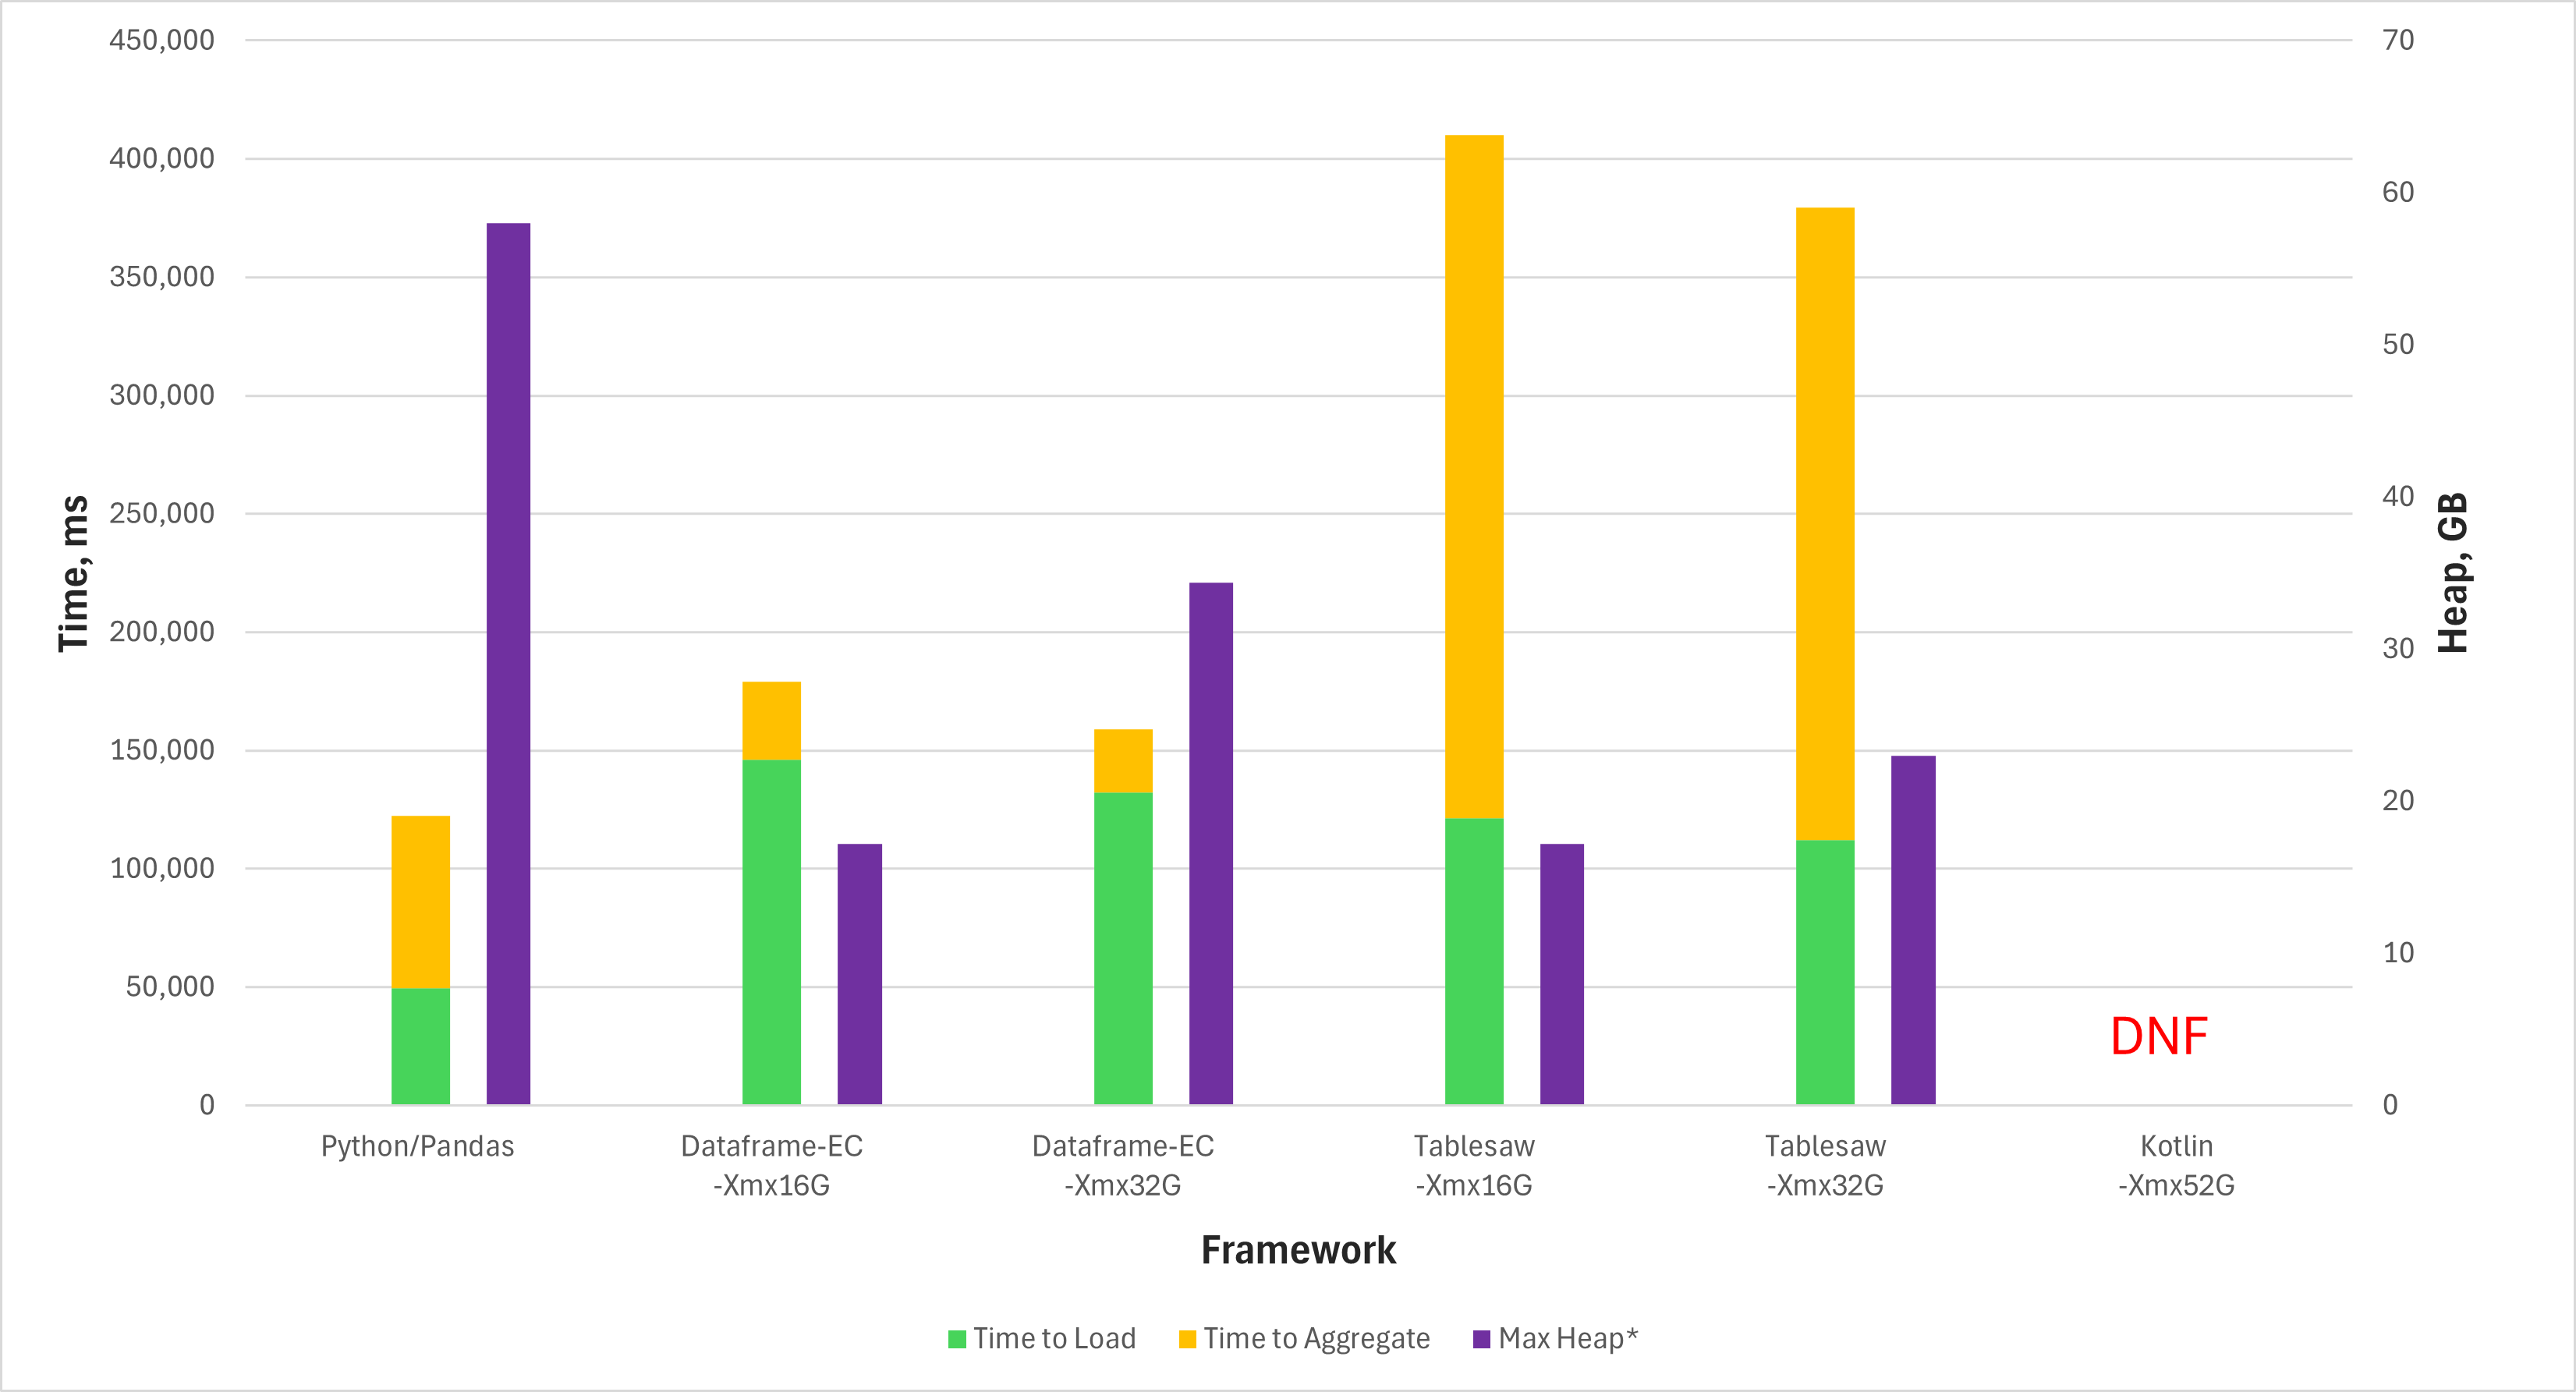 450,000
400,000
350,000
300,000
250,000
200,000
150,000
100,000
50,000
0
Time, ms
70
60
50
40
30
20
10
0
Heap, GB
DNF
Python/Pandas
Dataframe-EC
-Xmx16G
Dataframe-EC
-Xmx32G
Tablesaw
-Xmx16G
Tablesaw
-Xmx32G
Kotlin
-Xmx52G
Framework
Time to Load
Time to Aggregate
Max Heap*